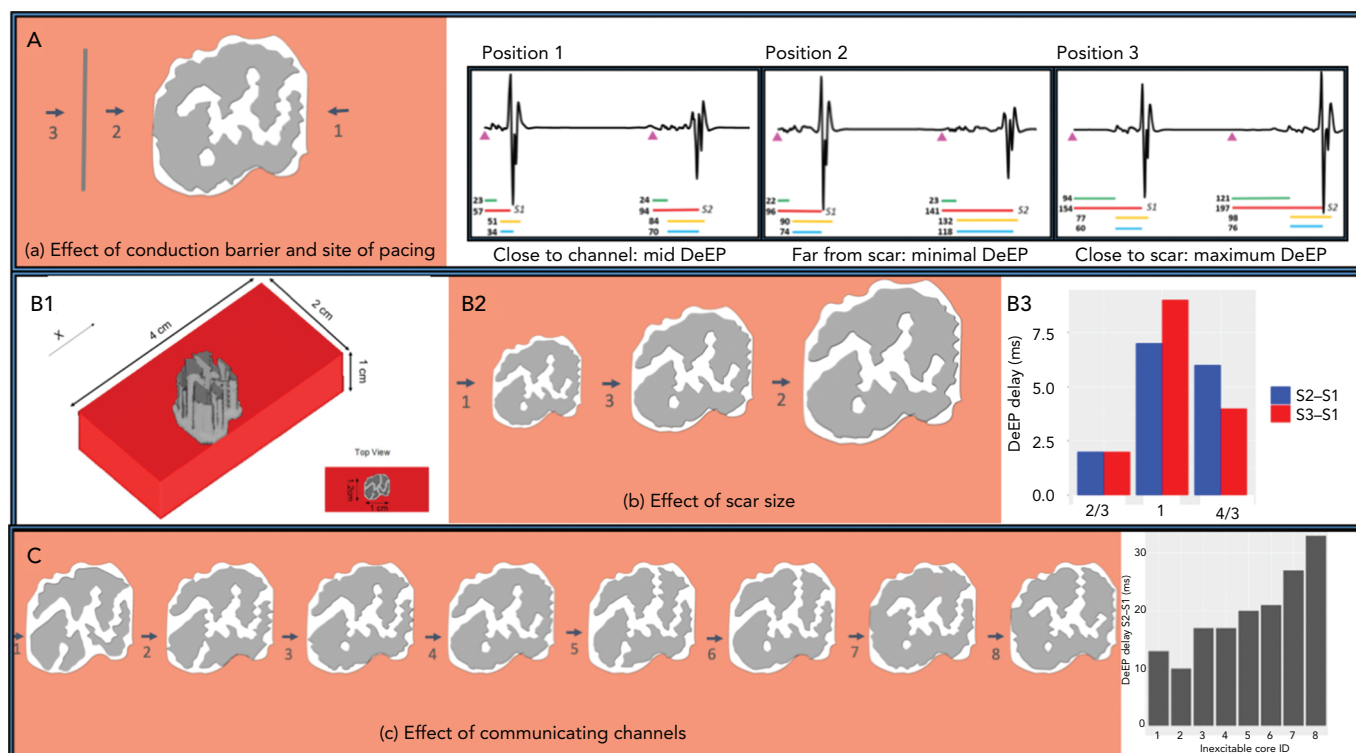 A
3
2
1
(a) Effect of conduction barrier and site of pacing
Position 1
Position 2
Position 3
23
57
S1
51
34
24
94
S2
84
70
22
96
S1
90
74
23
141
S2
132
118
94
154
S1
77
60
121
197
S2
98
76
Close to channel: mid DeEP
Far from scar: minimal DeEP
Close to scar: maximum DeEP
B1
X
4 cm
2 cm
1 cm
Top View
1.2cm
1 cm
B2
1
3
2
(b) Effect of scar size
B3
DeEP delay (ms)
7.5
5.0
2.5
0.0
2/3
1
4/3
S2–S1
S3–S1
C
1
2
3
4
5
6
7
8
(c) Effect of communicating channels
DeEP delay S2–S1 (ms)
30
20
10
0
1 2 3 4 5 6 7 8
Inexcitable core ID